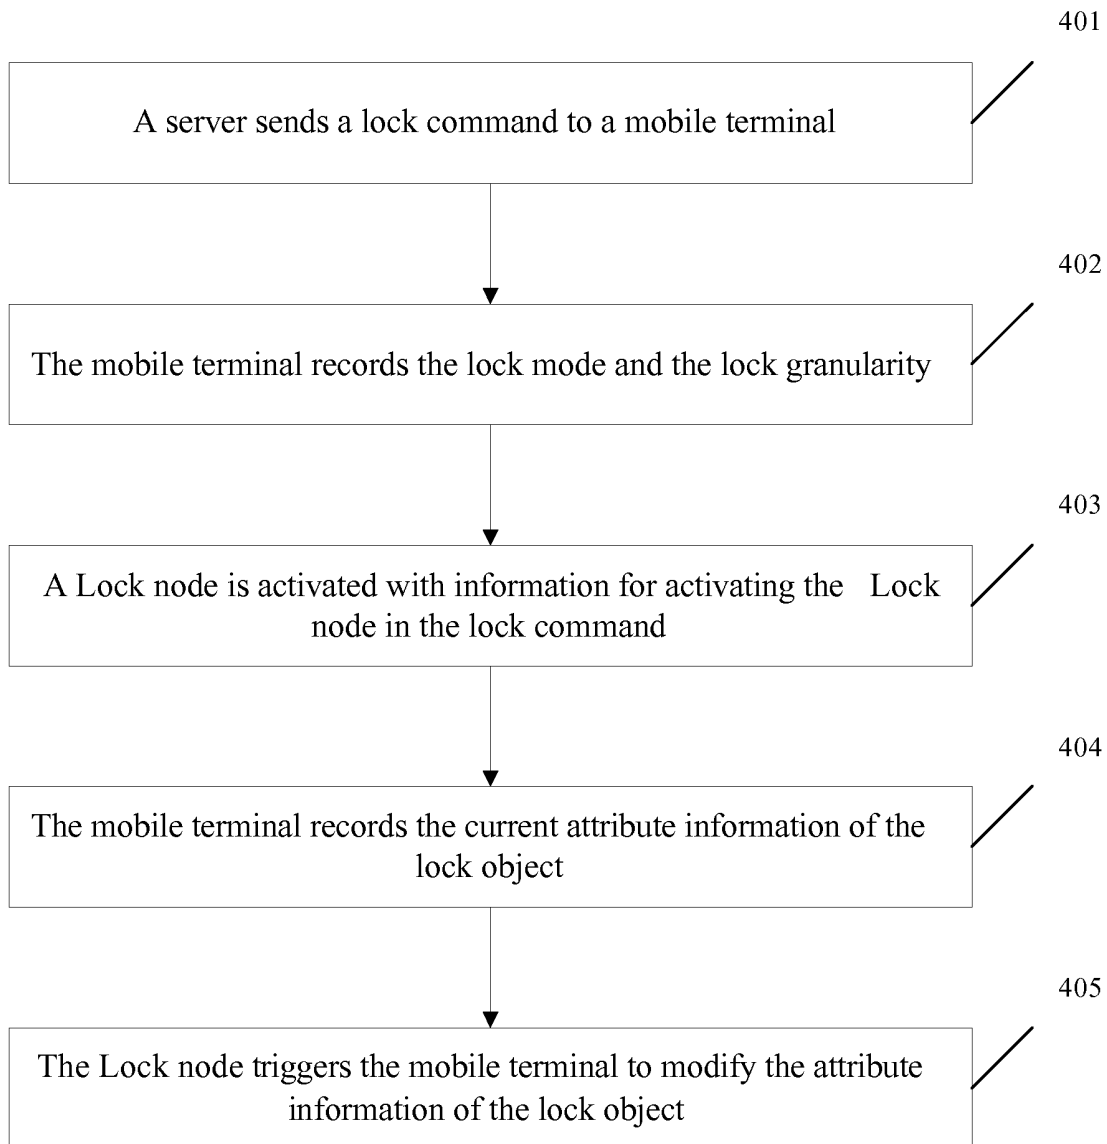 401
A server sends a lock command to a mobile terminal
402
The mobile terminal records the lock mode and the lock granularity
403
A Lock node is activated with information for activating the Lock
node in the lock command
404
The mobile terminal records the current attribute information of the
lock object
405
The Lock node triggers the mobile terminal to modify the attribute
information of the lock object